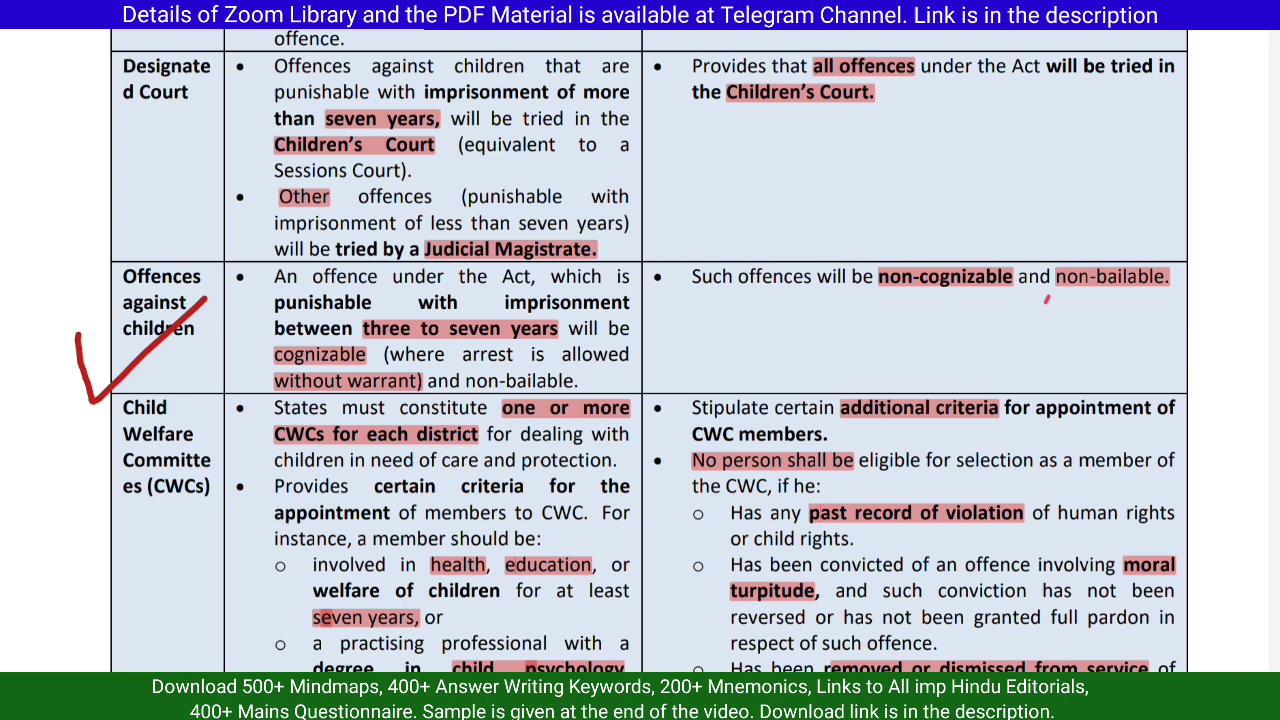 Details of Zoom Library and the PDF Material is available at Telegram Channel. Link is in the description
offence.
Designate
d Court
• Offences against children that are
punishable with imprisonment of more
than seven years, will be tried in the
Children's Court (equivalent to a
Sessions Court).
• Other offences (punishable with
imprisonment of less than seven years)
will be tried by a Judicial Magistrate.
• Provides that all offences under the Act will be tried in
the Children's Court.
Offences
against
children
• An offence under the Act, which is
punishable with imprisonment
between three to seven years will be
cognizable (where arrest is allowed
without warrant) and non-bailable.
• Such offences will be non-cognizable and non-bailable.
Child
Welfare
Committe
es (CWCs)
• States must constitute one or more
CWCs for each district for dealing with
children in need of care and protection.
• Provides certain criteria for the
appointment of members to CWC. For
instance, a member should be:
o involved in health, education, or
welfare of children for at least
seven years, or
o a practising professional with a
degree in child psychology,
• Stipulate certain additional criteria for appointment of
CWC members.
• No person shall be eligible for selection as a member of
the CWC, if he:
o Has any past record of violation of human rights
or child rights.
o Has been convicted of an offence involving moral
turpitude, and such conviction has not been
reversed or has not been granted full pardon in
respect of such offence.
o Has been removed or dismissed from service of
Download 500+ Mindmaps, 400+ Answer Writing Keywords, 200+ Mnemonics, Links to All imp Hindu Editorials,
400+ Mains Questionnaire. Sample is given at the end of the video. Download link is in the description.